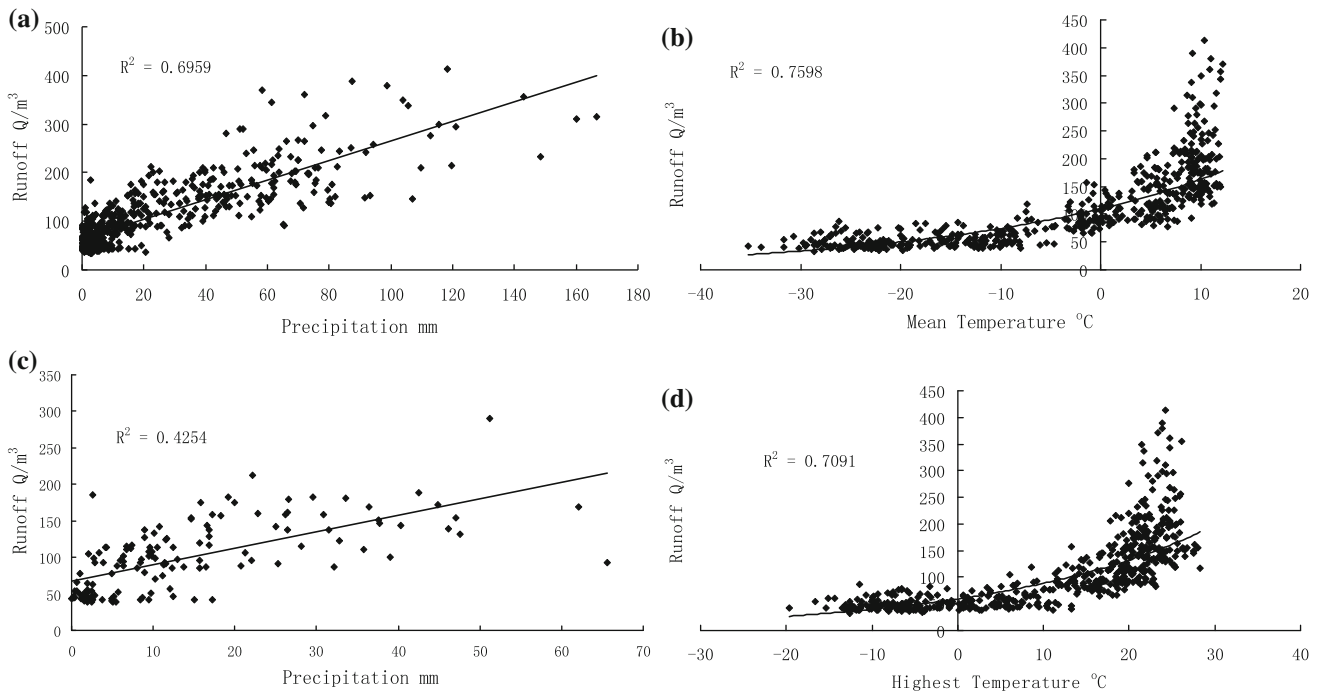 (a)
500
400
300
200
100
0
Runoff Q/m³
R² = 0.6959
0 20 40 60 80 100 120 140 160 180
Precipitation mm
(b)
450
400
350
300
250
200
150
100
50
0
Runoff Q/m³
R² = 0.7598
-40 -30 -20 -10 0 10 20
Mean Temperature °C
(c)
350
300
250
200
150
100
50
0
Runoff Q/m³
R² = 0.4254
0 10 20 30 40 50 60 70
Precipitation mm
(d)
450
400
350
300
250
200
150
100
50
0
Runoff Q/m³
R² = 0.7091
-30 -20 -10 0 10 20 30 40
Highest Temperature °C